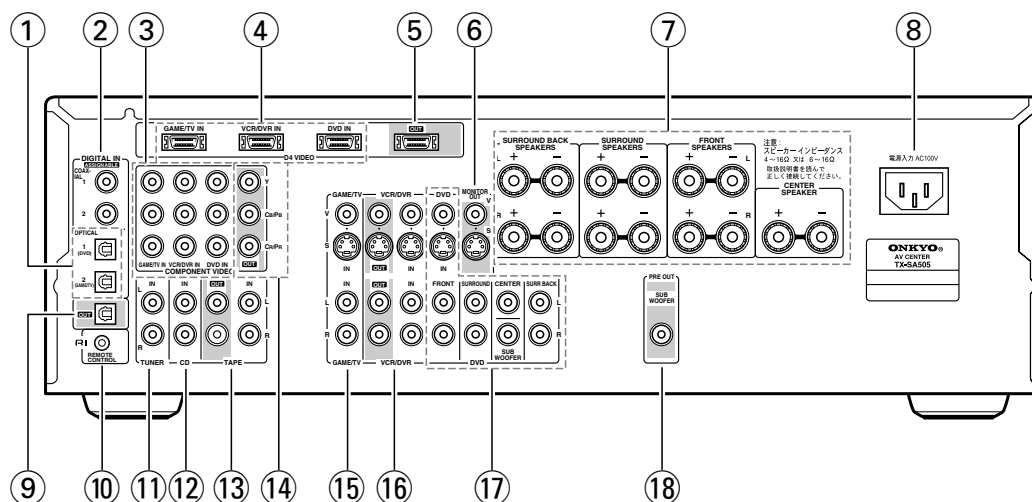 ① ② ③ ④ ⑤ ⑥ ⑦ ⑧
GAME/TV IN VCR/DVR IN DVD IN OUT
D4 VIDEO
DIGITAL IN
ASSIGNABLE
COAX-
IAL
1
2
OPTICAL
1
(DVD)
2
(GAME/TV)
OUT
RI
REMOTE
CONTROL
Y
CB/PB
CR/PR
GAME/TV IN VCR/DVR IN DVD IN OUT
COMPONENT VIDEO
IN IN OUT IN
L L
R R
TUNER CD TAPE
GAME/TV VCR/DVR DVD
MONITOR
OUT
V V
S S
IN OUT IN IN
IN OUT IN FRONT SURROUND CENTER SURR BACK
L L
R R
SUB
WOOFER
GAME/TV VCR/DVR DVD
SURROUND BACK
SPEAKERS
SURROUND
SPEAKERS
FRONT
SPEAKERS
L + − + − + − L
R + − + − + − R
注意:
スピーカーインピーダンス
4～16Ω 又は 6～16Ω
取扱説明書を読んで
正しく接続してください。
CENTER
SPEAKER
+ −
電源入力 AC100V
ONKYO®
AV CENTER
TX-SA505
PRE OUT
SUB
WOOFER
⑨ ⑩ ⑪ ⑫ ⑬ ⑭ ⑮ ⑯ ⑰ ⑱